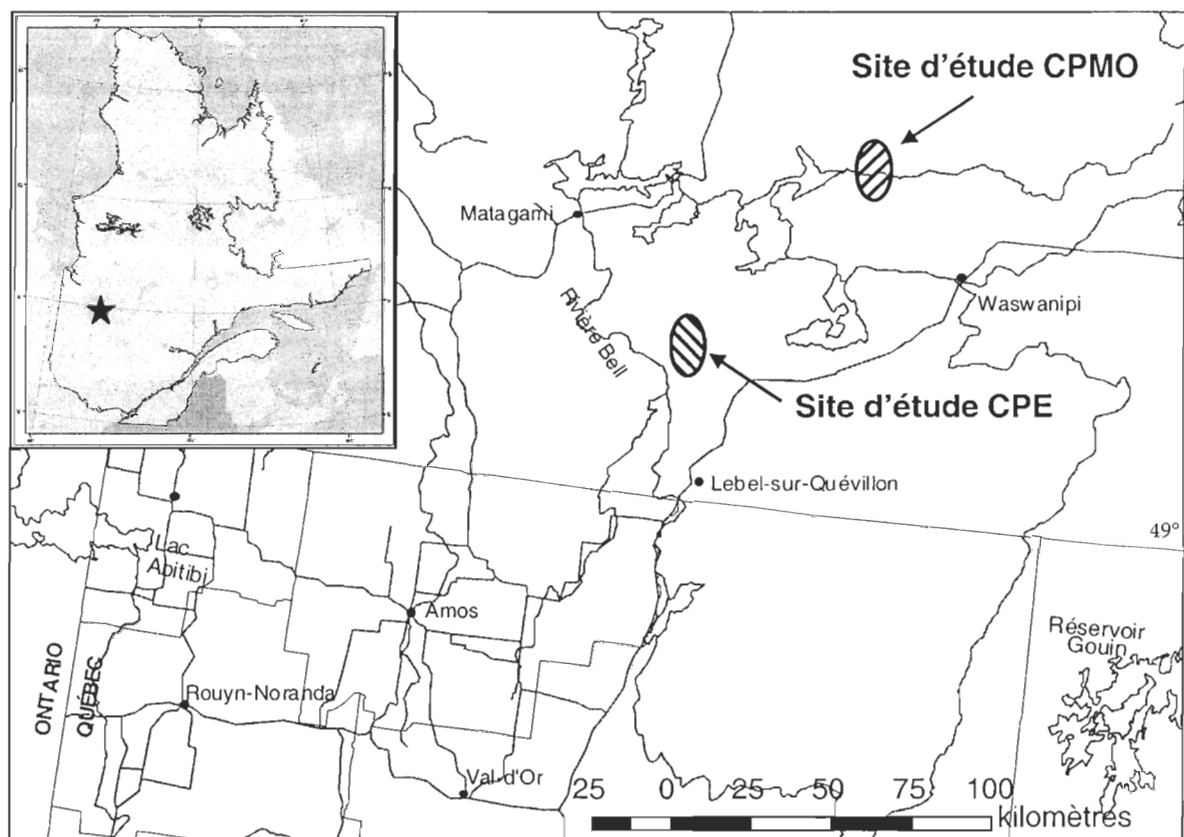 Site d'étude CPMO
Matagami
Waswanipi
Rivière Bell
Site d'étude CPE
Lebel-sur-Quévillon
49°
Lac
Abitibi
Amos
Réservoir
Gouin
ONTARIO
QUÉBEC
Rouyn-Noranda
Val-d'Or
25 0 25 50 75 100
kilomètres